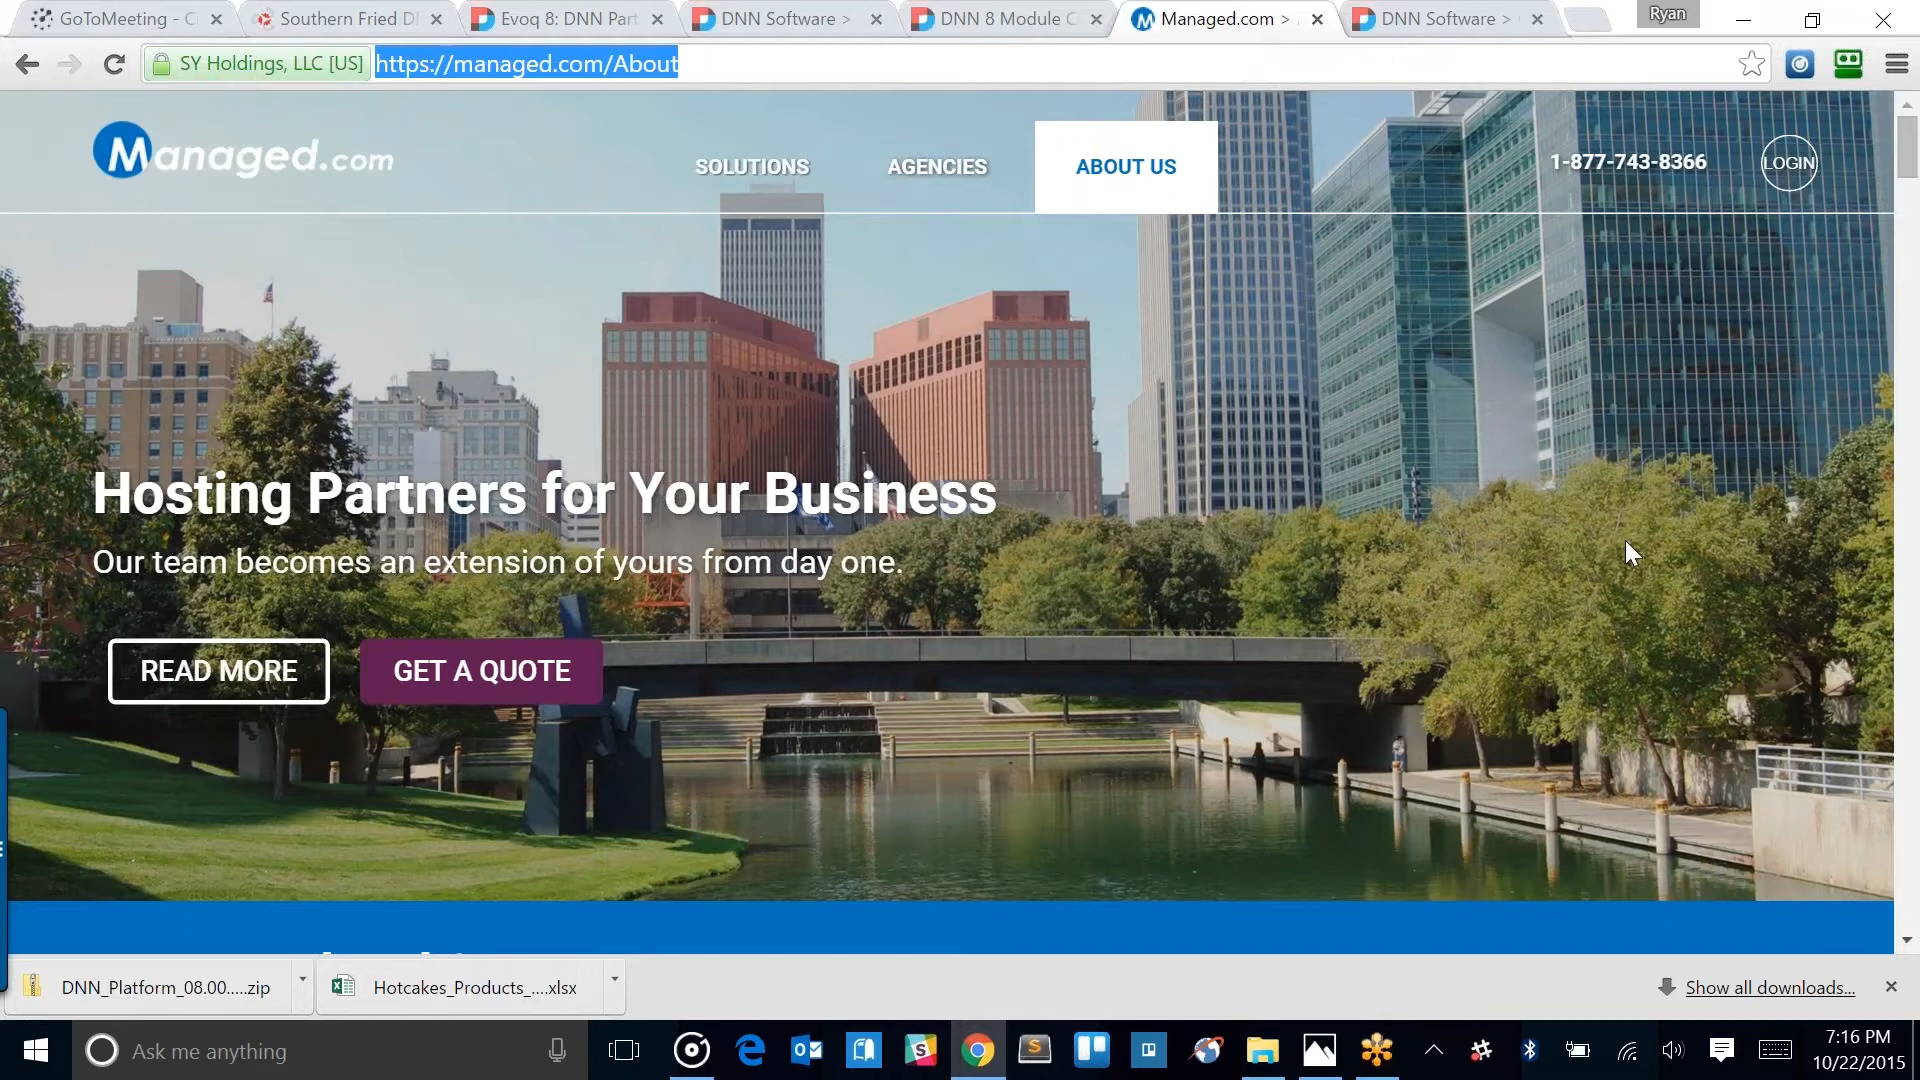 GoToMeeting - C
Southern Fried D
Evoq 8: DNN Part
DNN Software >
DNN 8 Module C
Managed.com >
DNN Software >
Ryan
SY Holdings, LLC [US]
https://managed.com/About
Managed.com
SOLUTIONS
AGENCIES
ABOUT US
1-877-743-8366
LOGIN
Hosting Partners for Your Business
Our team becomes an extension of yours from day one.
READ MORE
GET A QUOTE
DNN_Platform_08.00.....zip
Hotcakes_Products_....xlsx
Show all downloads...
Ask me anything
7:16 PM
10/22/2015